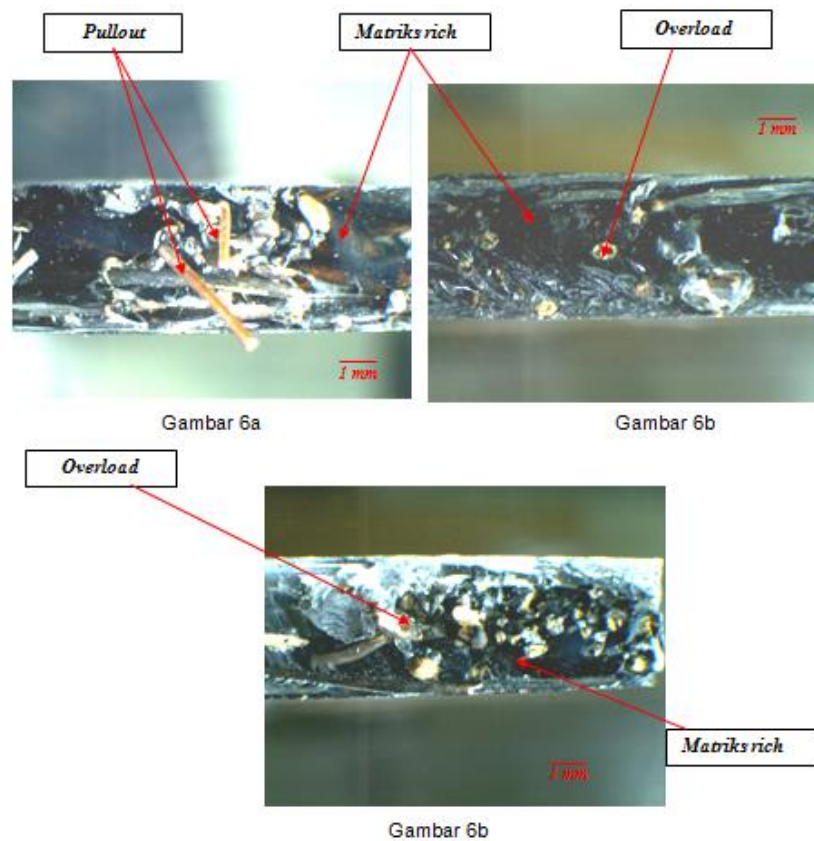 Pullout
Matriks rich
Overload
1 mm
1 mm
Gambar 6a
Gambar 6b
Overload
1 mm
Matriks rich
Gambar 6b